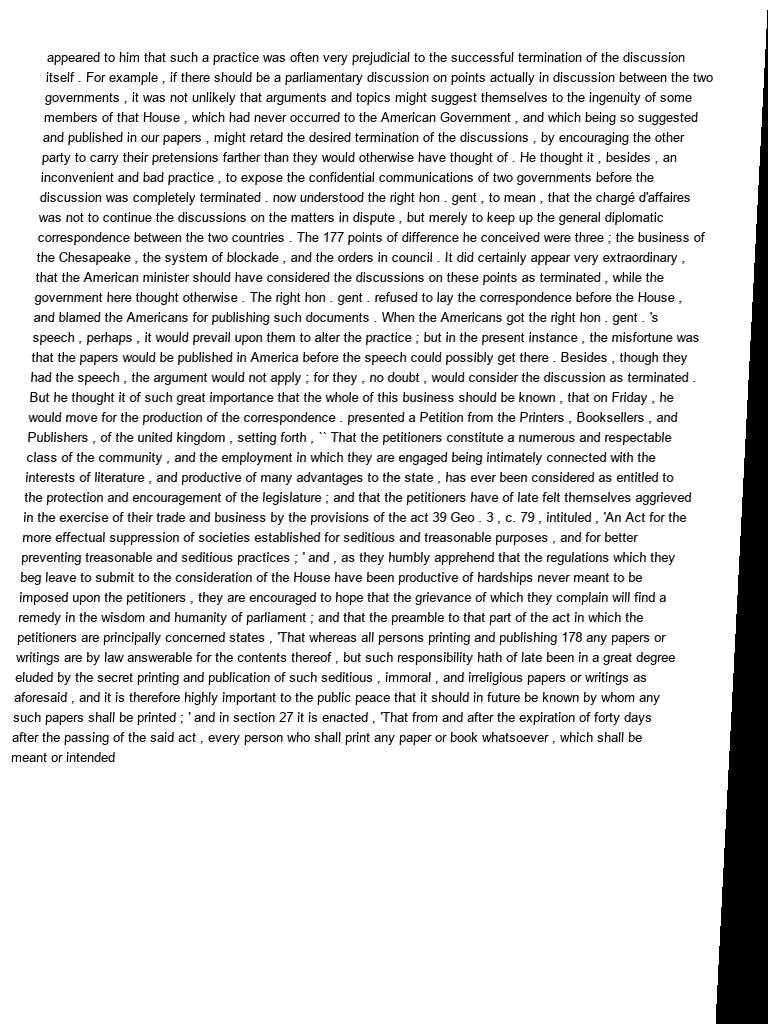 appeared to him that such a practice was often very prejudicial to the successful termination of the discussion
itself . For example , if there should be a parliamentary discussion on points actually in discussion between the two
governments , it was not unlikely that arguments and topics might suggest themselves to the ingenuity of some
members of that House , which had never occurred to the American Government , and which being so suggested
and published in our papers , might retard the desired termination of the discussions , by encouraging the other
party to carry their pretensions farther than they would otherwise have thought of . He thought it , besides , an
inconvenient and bad practice , to expose the confidential communications of two governments before the
discussion was completely terminated . now understood the right hon . gent , to mean , that the chargé d'affaires
was not to continue the discussions on the matters in dispute , but merely to keep up the general diplomatic
correspondence between the two countries . The 177 points of difference he conceived were three ; the business of
the Chesapeake , the system of blockade , and the orders in council . It did certainly appear very extraordinary ,
that the American minister should have considered the discussions on these points as terminated , while the
government here thought otherwise . The right hon . gent . refused to lay the correspondence before the House ,
and blamed the Americans for publishing such documents . When the Americans got the right hon . gent . 's
speech , perhaps , it would prevail upon them to alter the practice ; but in the present instance , the misfortune was
that the papers would be published in America before the speech could possibly get there . Besides , though they
had the speech , the argument would not apply ; for they , no doubt , would consider the discussion as terminated .
But he thought it of such great importance that the whole of this business should be known , that on Friday , he
would move for the production of the correspondence . presented a Petition from the Printers , Booksellers , and
Publishers , of the united kingdom , setting forth , `` That the petitioners constitute a numerous and respectable
class of the community , and the employment in which they are engaged being intimately connected with the
interests of literature , and productive of many advantages to the state , has ever been considered as entitled to
the protection and encouragement of the legislature ; and that the petitioners have of late felt themselves aggrieved
in the exercise of their trade and business by the provisions of the act 39 Geo . 3 , c. 79 , intituled , 'An Act for the
more effectual suppression of societies established for seditious and treasonable purposes , and for better
preventing treasonable and seditious practices ; ' and , as they humbly apprehend that the regulations which they
beg leave to submit to the consideration of the House have been productive of hardships never meant to be
imposed upon the petitioners , they are encouraged to hope that the grievance of which they complain will find a
remedy in the wisdom and humanity of parliament ; and that the preamble to that part of the act in which the
petitioners are principally concerned states , 'That whereas all persons printing and publishing 178 any papers or
writings are by law answerable for the contents thereof , but such responsibility hath of late been in a great degree
eluded by the secret printing and publication of such seditious , immoral , and irreligious papers or writings as
aforesaid , and it is therefore highly important to the public peace that it should in future be known by whom any
such papers shall be printed ; ' and in section 27 it is enacted , 'That from and after the expiration of forty days
after the passing of the said act , every person who shall print any paper or book whatsoever , which shall be
meant or intended